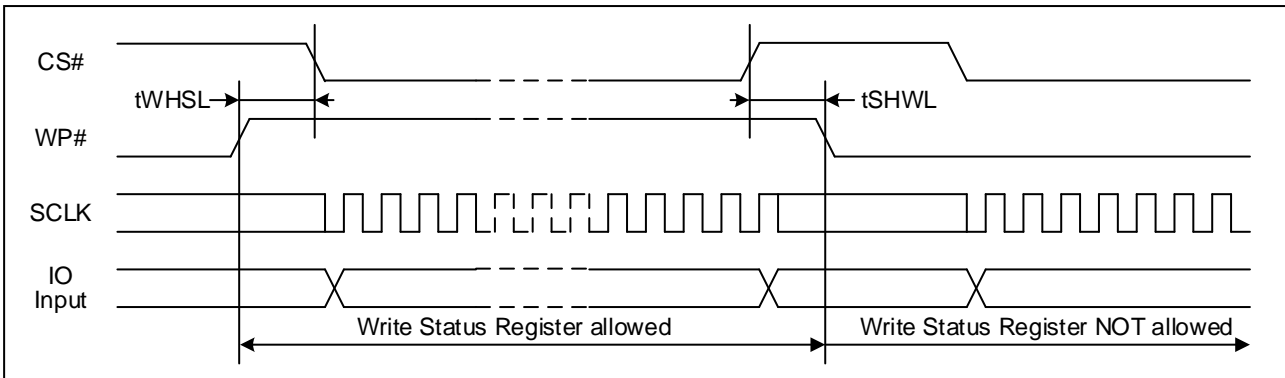 CS#
tWHSL
tSHWL
WP#
SCLK
IO
Input
Write Status Register allowed
Write Status Register NOT allowed